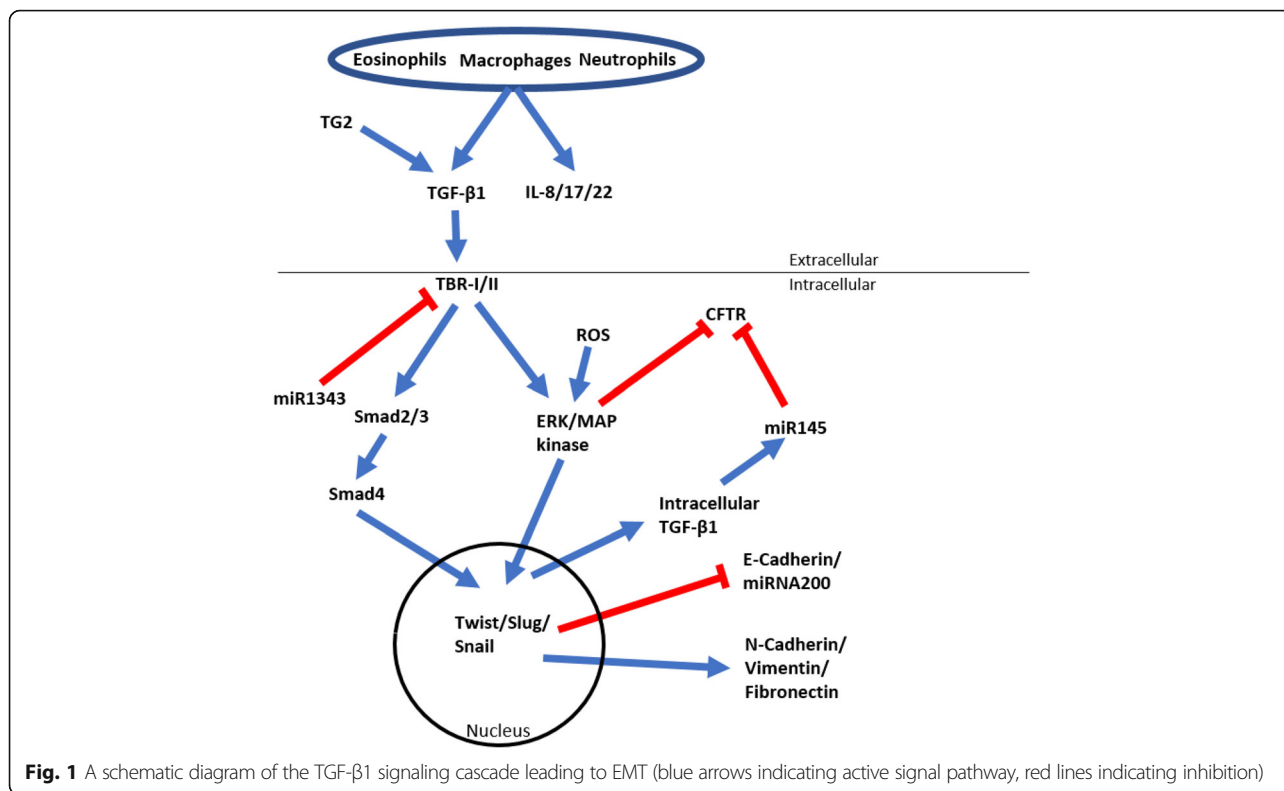 Eosinophils Macrophages Neutrophils
TG2
TGF-β1
IL-8/17/22
Extracellular
TBR-I/II
Intracellular
CFTR
ROS
miR1343
Smad2/3
ERK/MAP
kinase
miR145
Smad4
Intracellular
TGF-β1
E-Cadherin/
miRNA200
Twist/Slug/
Snail
N-Cadherin/
Vimentin/
Fibronectin
Nucleus
Fig. 1 A schematic diagram of the TGF-β1 signaling cascade leading to EMT (blue arrows indicating active signal pathway, red lines indicating inhibition)